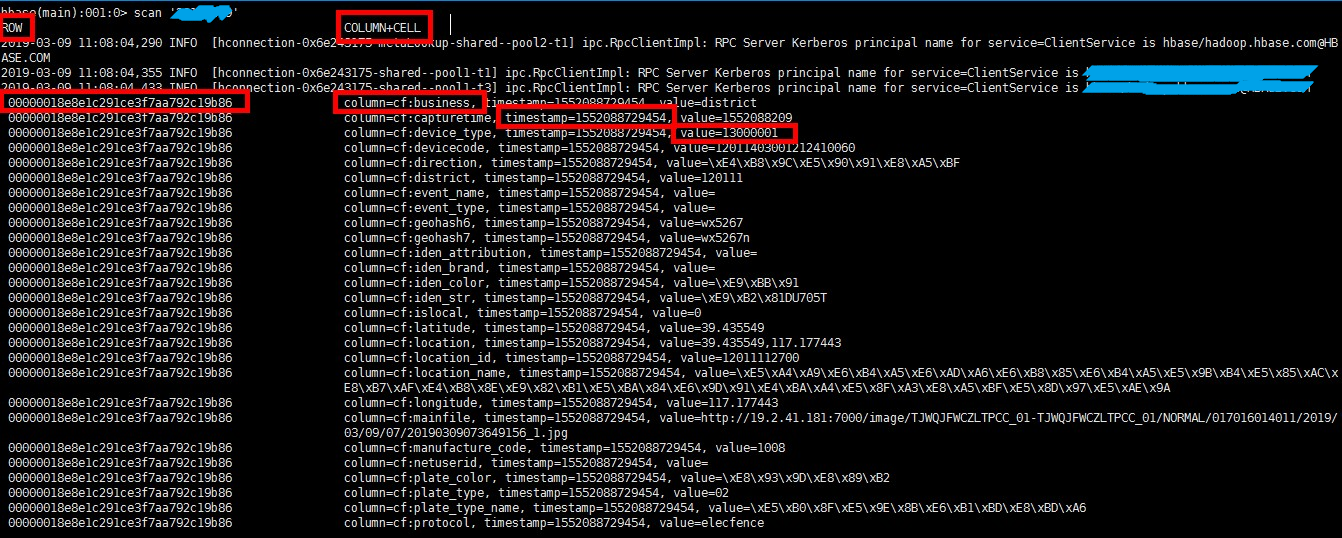 hbase(main):001:0> scan '
ROW COLUMN+CELL
2019-03-09 11:08:04,290 INFO [hconnection-0x6e243175-metaLookup-shared--pool2-t1] ipc.RpcClientImpl: RPC Server Kerberos principal name for service=ClientService is hbase/hadoop.hbase.com@HB
ASE.COM
2019-03-09 11:08:04,355 INFO [hconnection-0x6e243175-shared--pool1-t1] ipc.RpcClientImpl: RPC Server Kerberos principal name for service=ClientService is
2019-03-09 11:08:04,433 INFO [hconnection-0x6e243175-shared--pool1-t3] ipc.RpcClientImpl: RPC Server Kerberos principal name for service=ClientService is
00000018e8e1c291ce3f7aa792c19b86 column=cf:business, timestamp=1552088729454, value=district
00000018e8e1c291ce3f7aa792c19b86 column=cf:capturetime, timestamp=1552088729454, value=1552088209
00000018e8e1c291ce3f7aa792c19b86 column=cf:device_type, timestamp=1552088729454, value=13000001
00000018e8e1c291ce3f7aa792c19b86 column=cf:devicecode, timestamp=1552088729454, value=12011403001212410060
00000018e8e1c291ce3f7aa792c19b86 column=cf:direction, timestamp=1552088729454, value=\xE4\xB8\x9C\xE5\x90\x91\xE8\xA5\xBF
00000018e8e1c291ce3f7aa792c19b86 column=cf:district, timestamp=1552088729454, value=120111
00000018e8e1c291ce3f7aa792c19b86 column=cf:event_name, timestamp=1552088729454, value=
00000018e8e1c291ce3f7aa792c19b86 column=cf:event_type, timestamp=1552088729454, value=
00000018e8e1c291ce3f7aa792c19b86 column=cf:geohash6, timestamp=1552088729454, value=wx5267
00000018e8e1c291ce3f7aa792c19b86 column=cf:geohash7, timestamp=1552088729454, value=wx5267n
00000018e8e1c291ce3f7aa792c19b86 column=cf:iden_attribution, timestamp=1552088729454, value=
00000018e8e1c291ce3f7aa792c19b86 column=cf:iden_brand, timestamp=1552088729454, value=
00000018e8e1c291ce3f7aa792c19b86 column=cf:iden_color, timestamp=1552088729454, value=\xE9\xBB\x91
00000018e8e1c291ce3f7aa792c19b86 column=cf:iden_str, timestamp=1552088729454, value=\xE9\xB2\x81DU705T
00000018e8e1c291ce3f7aa792c19b86 column=cf:islocal, timestamp=1552088729454, value=0
00000018e8e1c291ce3f7aa792c19b86 column=cf:latitude, timestamp=1552088729454, value=39.435549
00000018e8e1c291ce3f7aa792c19b86 column=cf:location, timestamp=1552088729454, value=39.435549,117.177443
00000018e8e1c291ce3f7aa792c19b86 column=cf:location_id, timestamp=1552088729454, value=12011112700
00000018e8e1c291ce3f7aa792c19b86 column=cf:location_name, timestamp=1552088729454, value=\xE5\xA4\xA9\xE6\xB4\xA5\xE6\xAD\xA6\xE6\xB8\x85\xE6\xB4\xA5\xE5\x9B\xB4\xE5\x85\xAC\x
E8\xB7\xAF\xE4\xB8\x8E\xE9\x82\xB1\xE5\xBA\x84\xE6\x9D\x91\xE4\xBA\xA4\xE5\x8F\xA3\xE8\xA5\xBF\xE5\x8D\x97\xE5\xAE\x9A
00000018e8e1c291ce3f7aa792c19b86 column=cf:longitude, timestamp=1552088729454, value=117.177443
00000018e8e1c291ce3f7aa792c19b86 column=cf:mainfile, timestamp=1552088729454, value=http://19.2.41.181:7000/image/TJWQJFWCZLTPCC_01-TJWQJFWCZLTPCC_01/NORMAL/017016014011/2019/
03/09/07/20190309073649156_1.jpg
00000018e8e1c291ce3f7aa792c19b86 column=cf:manufacture_code, timestamp=1552088729454, value=1008
00000018e8e1c291ce3f7aa792c19b86 column=cf:netuserid, timestamp=1552088729454, value=
00000018e8e1c291ce3f7aa792c19b86 column=cf:plate_color, timestamp=1552088729454, value=\xE8\x93\x9D\xE8\x89\xB2
00000018e8e1c291ce3f7aa792c19b86 column=cf:plate_type, timestamp=1552088729454, value=02
00000018e8e1c291ce3f7aa792c19b86 column=cf:plate_type_name, timestamp=1552088729454, value=\xE5\xB0\x8F\xE5\x9E\x8B\xE6\xB1\xBD\xE8\xBD\xA6
00000018e8e1c291ce3f7aa792c19b86 column=cf:protocol, timestamp=1552088729454, value=elecfence